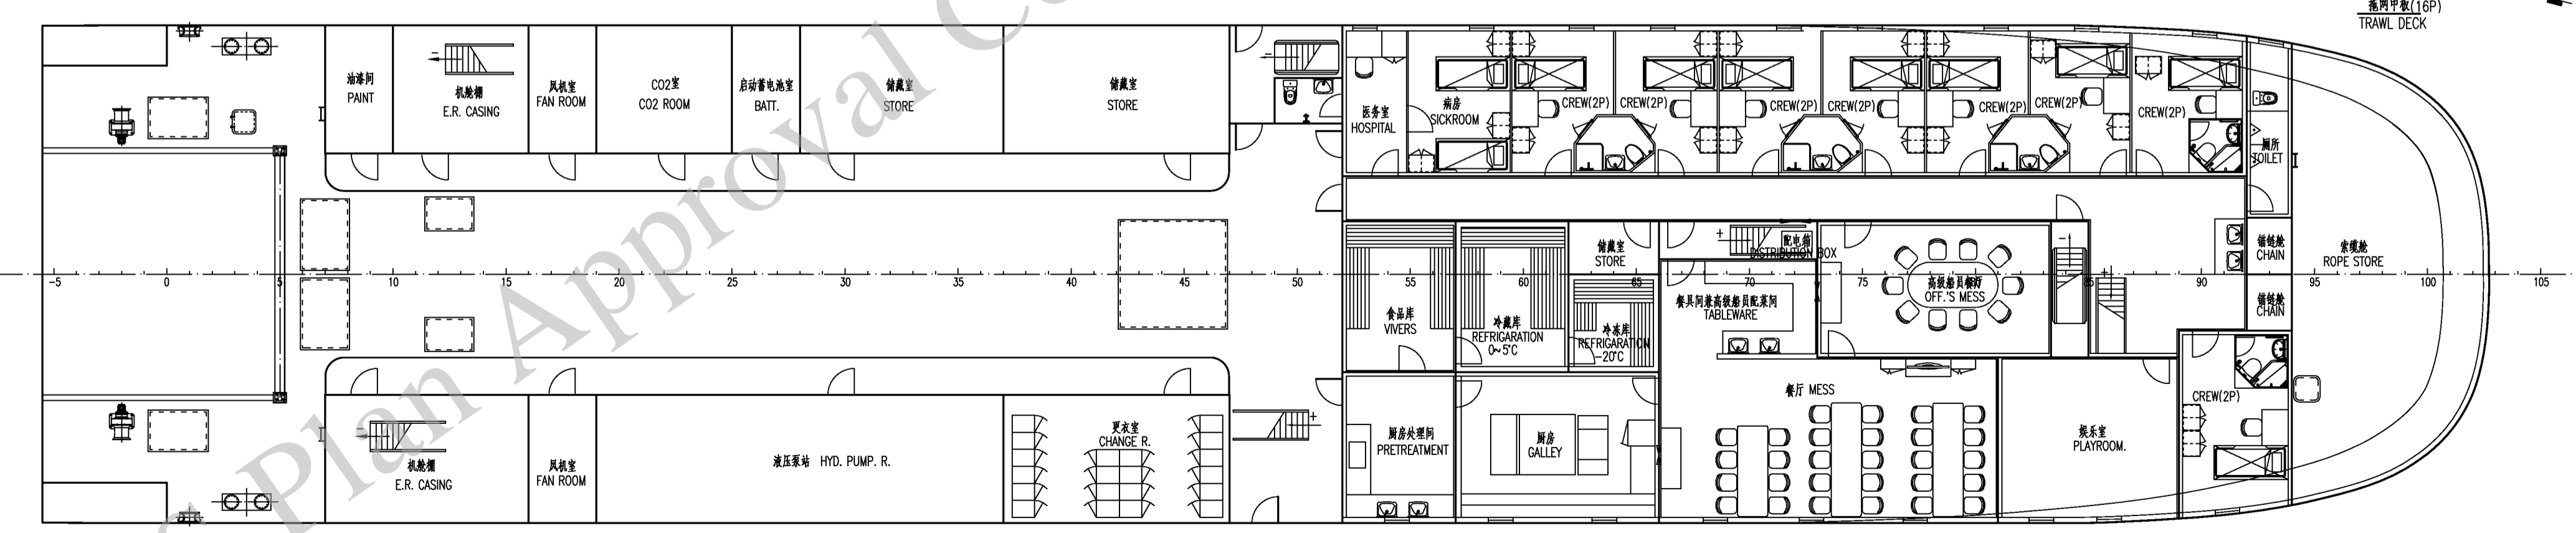 拖网甲板(16P)
TRAWL DECK
油漆间
PAINT
机舱棚
E.R. CASING
风机室
FAN ROOM
CO2室
CO2 ROOM
启动蓄电池室
BATT.
储藏室
STORE
储藏室
STORE
医务室
HOSPITAL
病房
SICKROOM
CREW(2P)
CREW(2P)
CREW(2P)
CREW(2P)
CREW(2P)
CREW(2P)
CREW(2P)
厕所
TOILET
储藏室
STORE
配电箱
DISTRIBUTION BOX
锚链舱
CHAIN
索缆舱
ROPE STORE
-5
0
5
10
15
20
25
30
35
40
45
50
55
60
65
70
75
85
90
95
100
105
食品库
VIVERS
冷藏库
REFRIGARATION
0~5°C
冷冻库
REFRIGARATION
-20°C
餐具间兼高级船员配菜间
TABLEWARE
高级船员餐厅
OFF.'S MESS
锚链舱
CHAIN
机舱棚
E.R. CASING
风机室
FAN ROOM
液压泵站 HYD. PUMP. R.
更衣室
CHANGE R.
厨房处理间
PRETREATMENT
厨房
GALLEY
餐厅 MESS
娱乐室
PLAYROOM.
CREW(2P)
Plan Approval